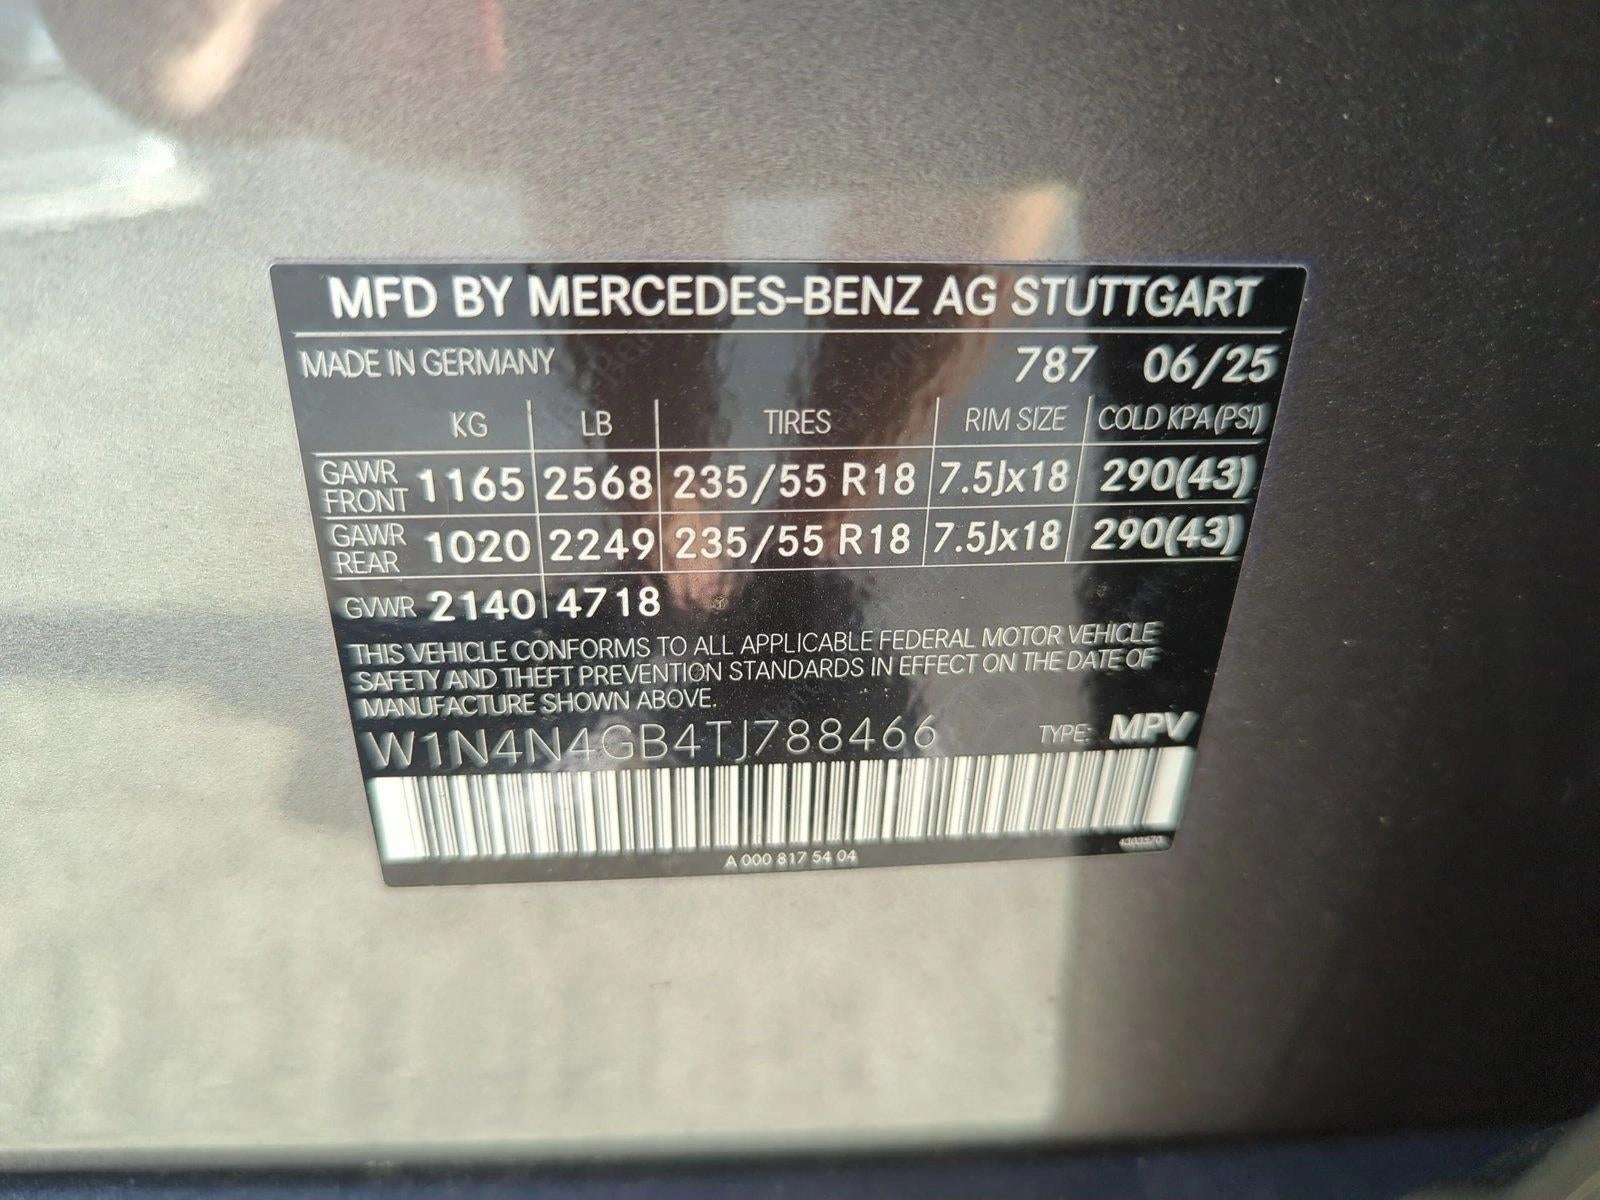 MFD BY MERCEDES-BENZ AG STUTTGART
MADE IN GERMANY 787 06/25
KG LB TIRES RIM SIZE COLD KPA(PSI)
GAWR FRONT 1165 2568 235/55 R18 7.5Jx18 290(43)
GAWR REAR 1020 2249 235/55 R18 7.5Jx18 290(43)
GVWR 2140 4718
THIS VEHICLE CONFORMS TO ALL APPLICABLE FEDERAL MOTOR VEHICLE
SAFETY AND THEFT PREVENTION STANDARDS IN EFFECT ON THE DATE OF
MANUFACTURE SHOWN ABOVE.
W1N4N4GB4TJ788466 TYPE: MPV
A 000 817 54 04